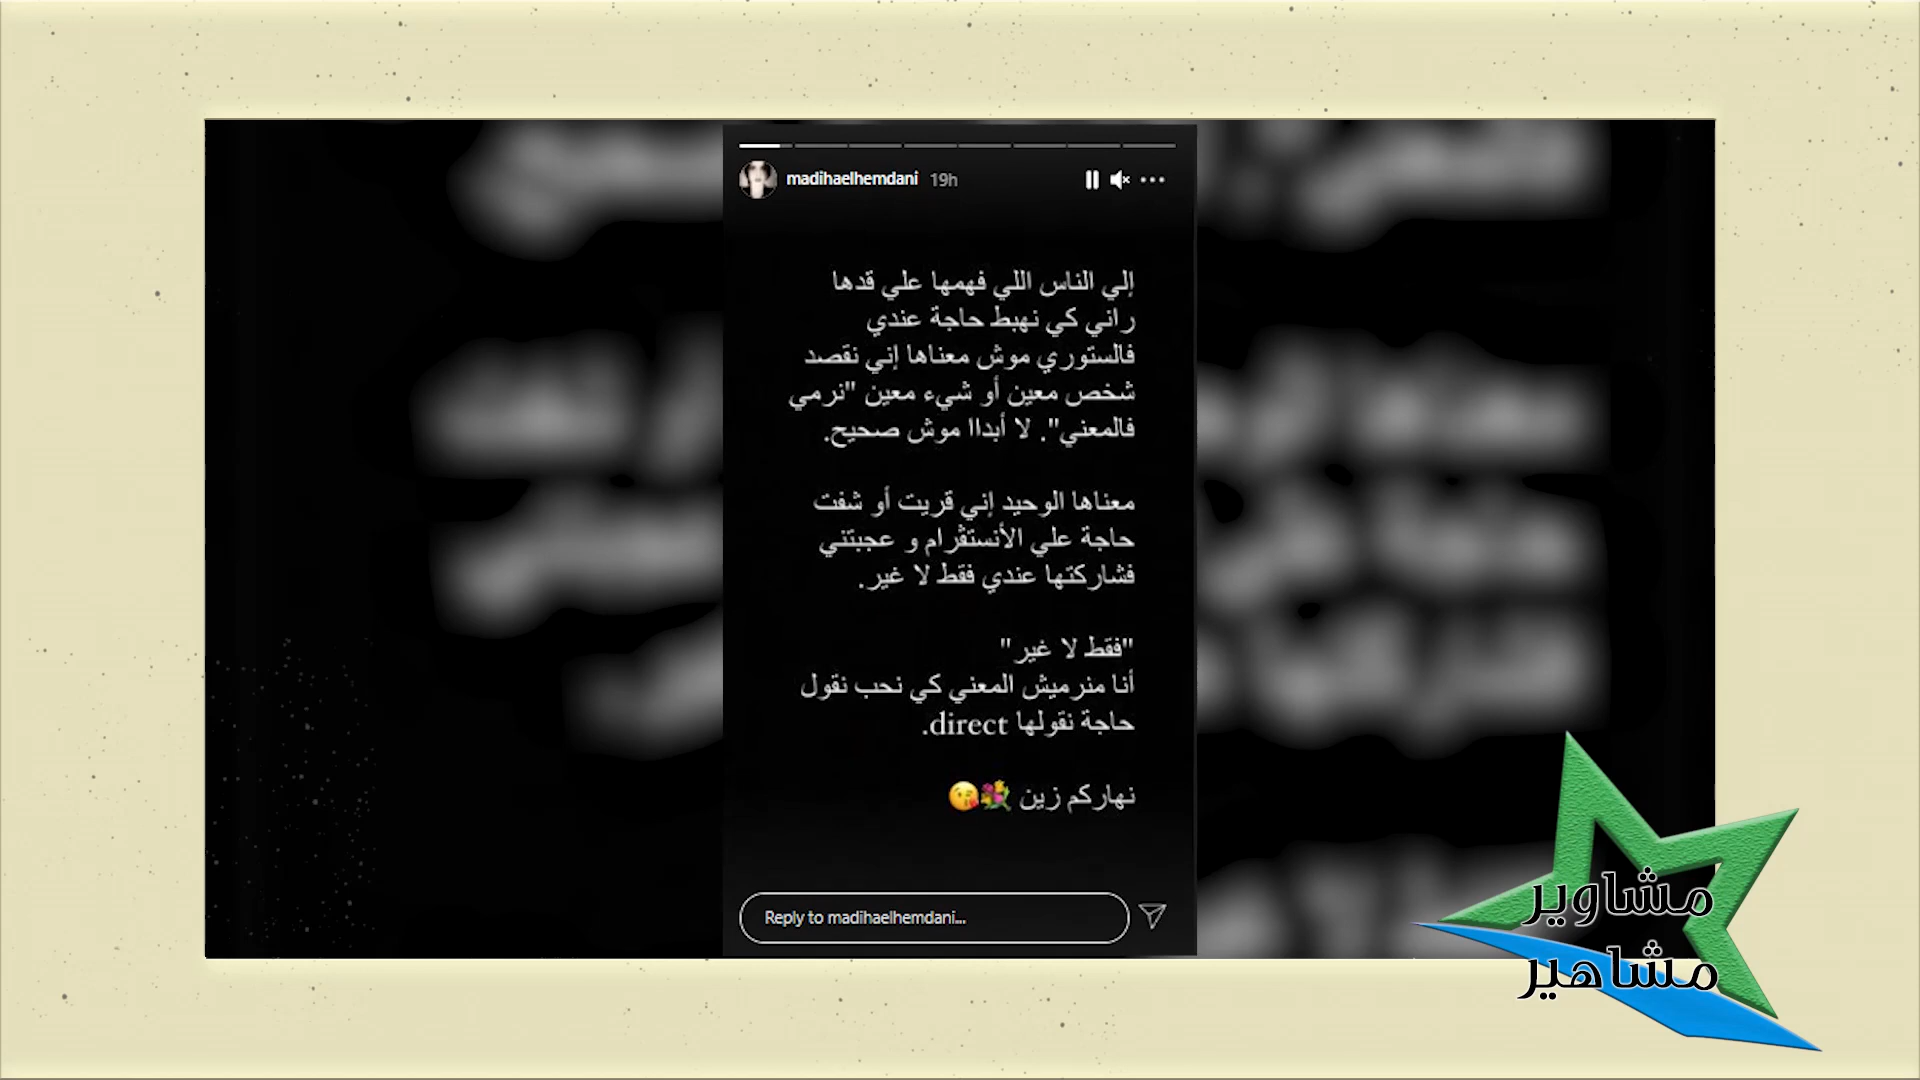 madihaelhemdani 19h
إلي الناس اللي فهمها علي قدها
راني كي نهبط حاجة عندي
فالستوري موش معناها إني نقصد
شخص معين أو شيء معين "نرمي
فالمعني". لا أبداا موش صحيح.
معناها الوحيد إني قريت أو شفت
حاجة علي الأنستڤرام و عجبتني
فشاركتها عندي فقط لا غير.
"فقط لا غير"
أنا منرميش المعني كي نحب نقول
حاجة نقولها direct.
نهاركم زين 💐😘
Reply to madihaelhemdani...
مشاوير
مشاهير